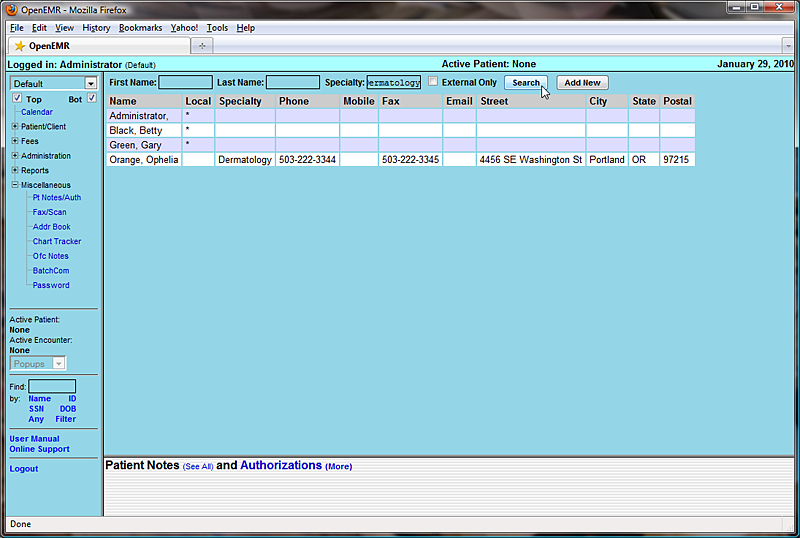 OpenEMR - Mozilla Firefox
File Edit View History Bookmarks Yahoo! Tools Help
OpenEMR
Logged in: Administrator (Default) Active Patient: None January 29, 2010
Default
Top Bot
Calendar
Patient/Client
Fees
Administration
Reports
Miscellaneous
Pt Notes/Auth
Fax/Scan
Addr Book
Chart Tracker
Ofc Notes
BatchCom
Password
Active Patient:
None
Active Encounter:
None
Popups
Find:
by: Name ID
SSN DOB
Any Filter
User Manual
Online Support
Logout
First Name: Last Name: Specialty: ermatology External Only Search Add New
Name Local Specialty Phone Mobile Fax Email Street City State Postal
Administrator, *
Black, Betty *
Green, Gary *
Orange, Ophelia Dermatology 503-222-3344 503-222-3345 4456 SE Washington St Portland OR 97215
Patient Notes (See All) and Authorizations (More)
Done